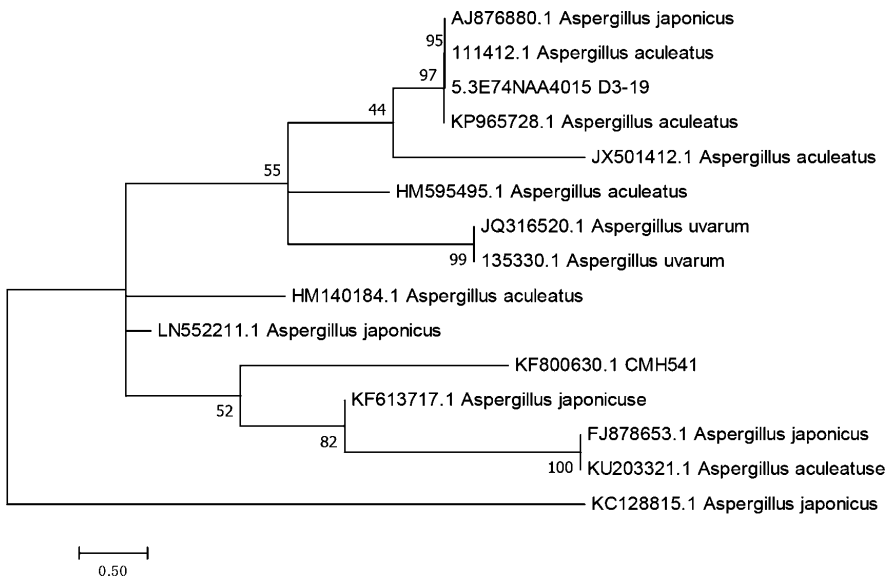 AJ876880.1 Aspergillus japonicus
95
111412.1 Aspergillus aculeatus
97
5.3E74NAA4015 D3-19
44
KP965728.1 Aspergillus aculeatus
JX501412.1 Aspergillus aculeatus
55
HM595495.1 Aspergillus aculeatus
JQ316520.1 Aspergillus uvarum
99
135330.1 Aspergillus uvarum
HM140184.1 Aspergillus aculeatus
LN552211.1 Aspergillus japonicus
KF800630.1 CMH541
52
KF613717.1 Aspergillus japonicuse
82
FJ878653.1 Aspergillus japonicus
100
KU203321.1 Aspergillus aculeatuse
KC128815.1 Aspergillus japonicus
0.50